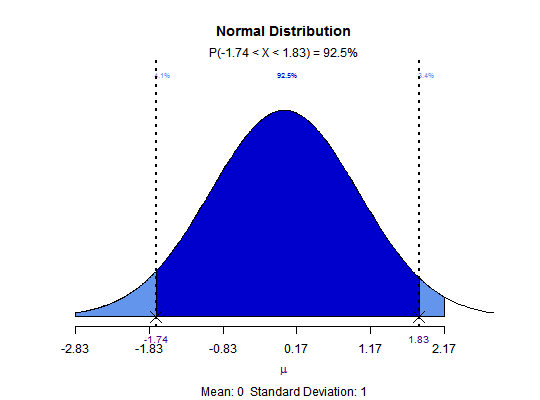 Normal Distribution
P(-1.74 < X < 1.83) = 92.5%
92.5%
-1.74 1.83
-2.83 -1.83 -0.83 0.17 1.17 2.17
μ
Mean: 0 Standard Deviation: 1